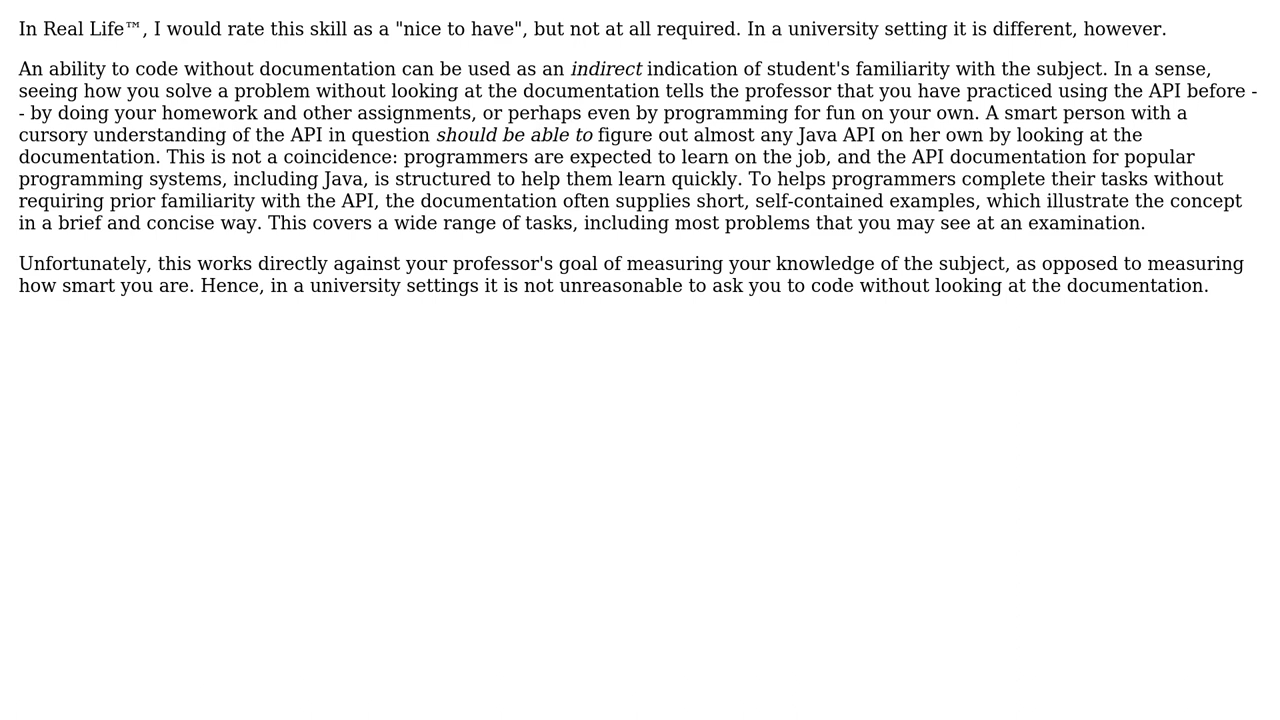 In Real Life™, I would rate this skill as a "nice to have", but not at all required. In a university setting it is different, however.
An ability to code without documentation can be used as an indirect indication of student's familiarity with the subject. In a sense,
seeing how you solve a problem without looking at the documentation tells the professor that you have practiced using the API before -
- by doing your homework and other assignments, or perhaps even by programming for fun on your own. A smart person with a
cursory understanding of the API in question should be able to figure out almost any Java API on her own by looking at the
documentation. This is not a coincidence: programmers are expected to learn on the job, and the API documentation for popular
programming systems, including Java, is structured to help them learn quickly. To helps programmers complete their tasks without
requiring prior familiarity with the API, the documentation often supplies short, self-contained examples, which illustrate the concept
in a brief and concise way. This covers a wide range of tasks, including most problems that you may see at an examination.
Unfortunately, this works directly against your professor's goal of measuring your knowledge of the subject, as opposed to measuring
how smart you are. Hence, in a university settings it is not unreasonable to ask you to code without looking at the documentation.